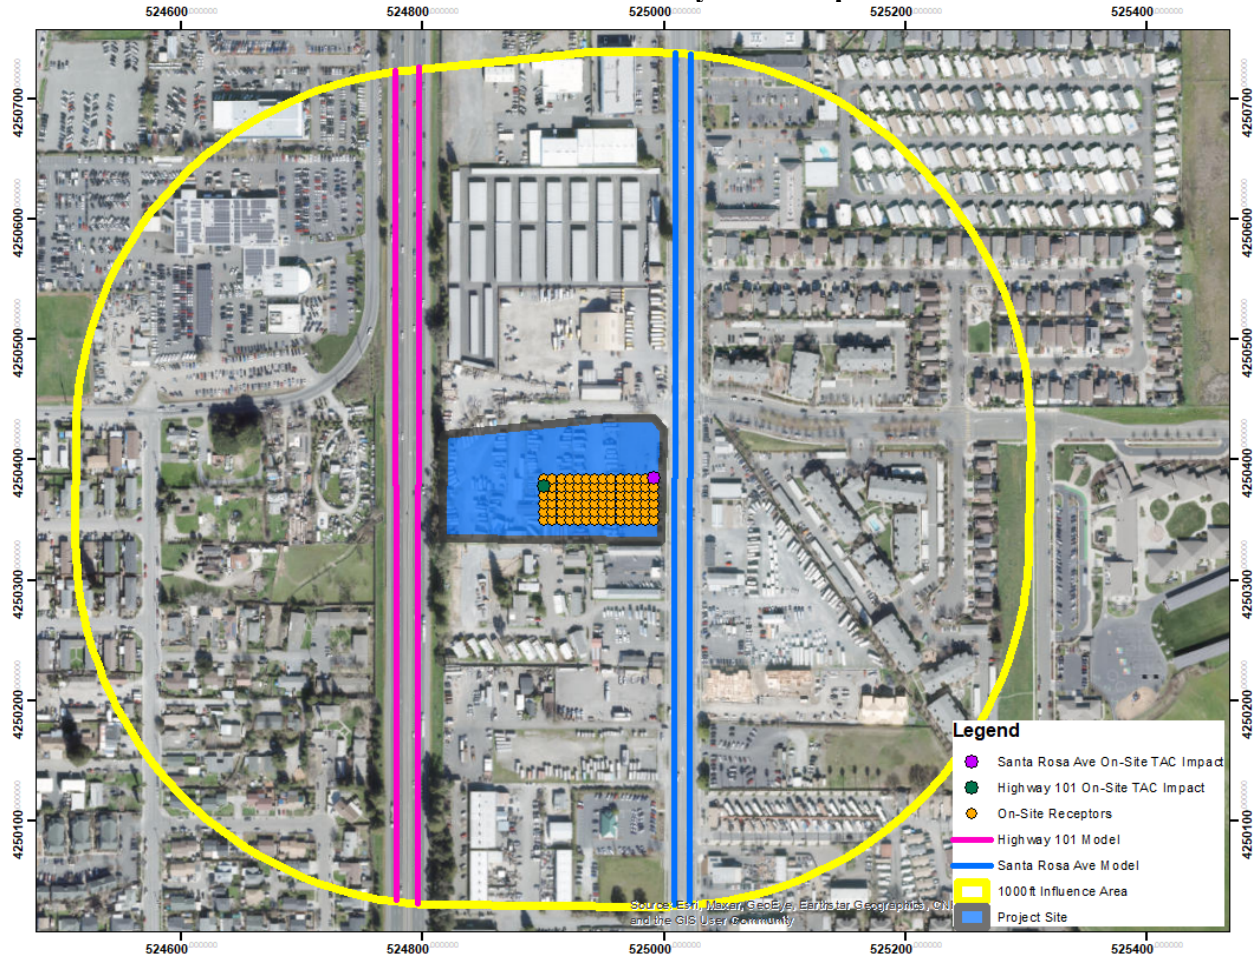 524600 524800 525000 525200 525400
4250700 4250700
4250600 4250600
4250500 4250500
4250400 4250400
4250300 4250300
4250200 4250200
4250100 4250100
Legend
Santa Rosa Ave On-Site TAC Impact
Highway 101 On-Site TAC Impact
On-Site Receptors
Highway 101 Model
Santa Rosa Ave Model
1000ft Influence Area
Project Site
Source: Esri, Maxar, GeoEye, Earthstar Geographics, CN
and the GIS User Community
524600 524800 525000 525200 525400